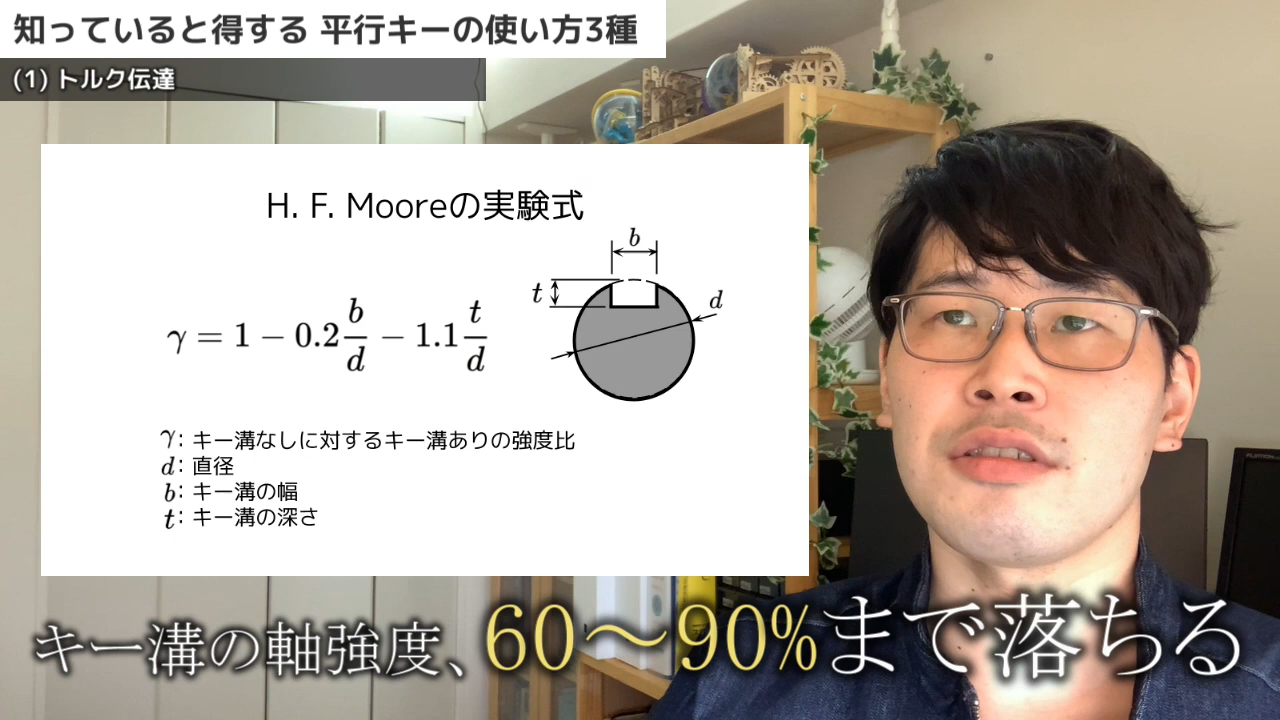 知っていると得する 平行キーの使い方3種
(1) トルク伝達
H. F. Mooreの実験式
b
t
d
γ = 1 − 0.2 b/d − 1.1 t/d
γ: キー溝なしに対するキー溝ありの強度比
d: 直径
b: キー溝の幅
t: キー溝の深さ
キー溝の軸強度、60〜90%まで落ちる